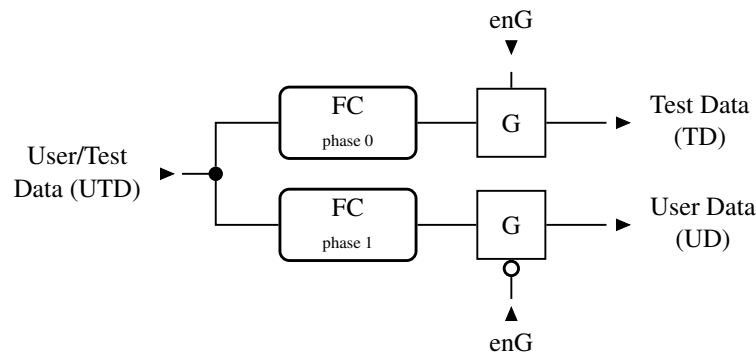 enG
FC
phase 0
G
Test Data
(TD)
User/Test
Data (UTD)
FC
phase 1
G
User Data
(UD)
enG